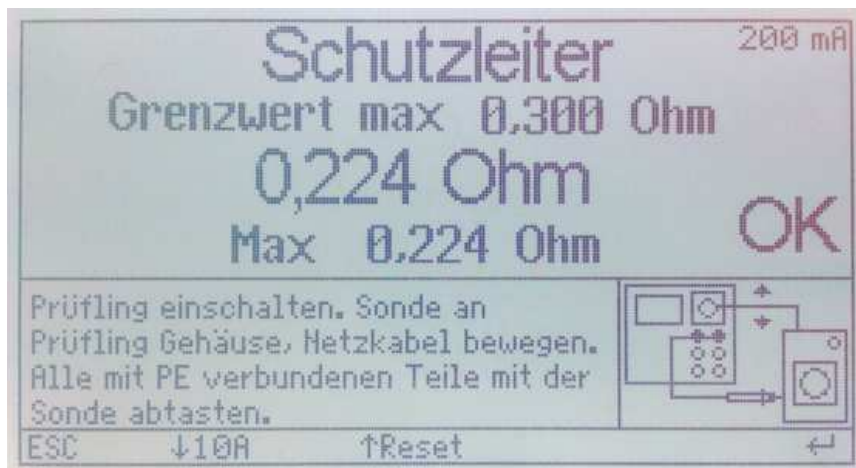 Schutzleiter 200 mA
Grenzwert max 0,300 Ohm
0,224 Ohm
OK
Max 0,224 Ohm
Prüfling einschalten. Sonde an
Prüfling Gehäuse, Netzkabel bewegen.
Alle mit PE verbundenen Teile mit der
Sonde abtasten.
ESC ↓10A ↑Reset ↵